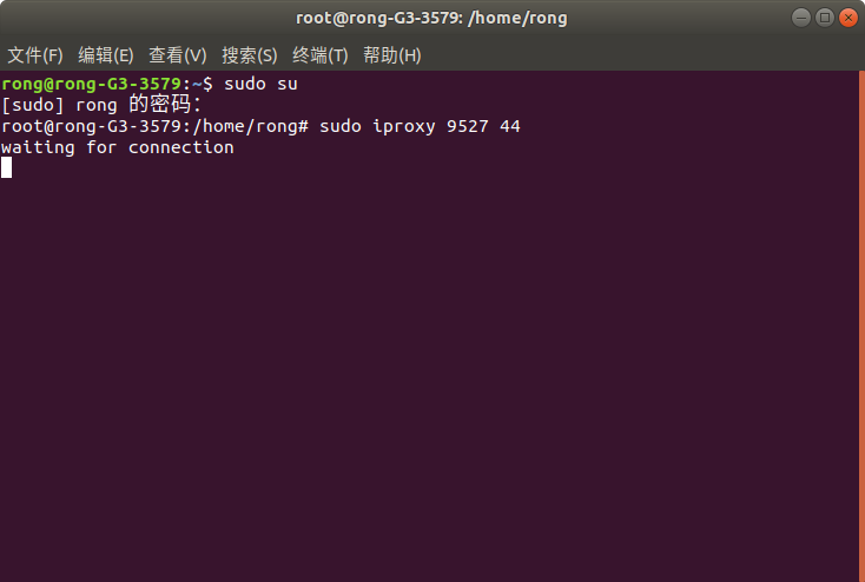 root@rong-G3-3579: /home/rong
文件(F) 编辑(E) 查看(V) 搜索(S) 终端(T) 帮助(H)
rong@rong-G3-3579:~$ sudo su
[sudo] rong 的密码：
root@rong-G3-3579:/home/rong# sudo iproxy 9527 44
waiting for connection